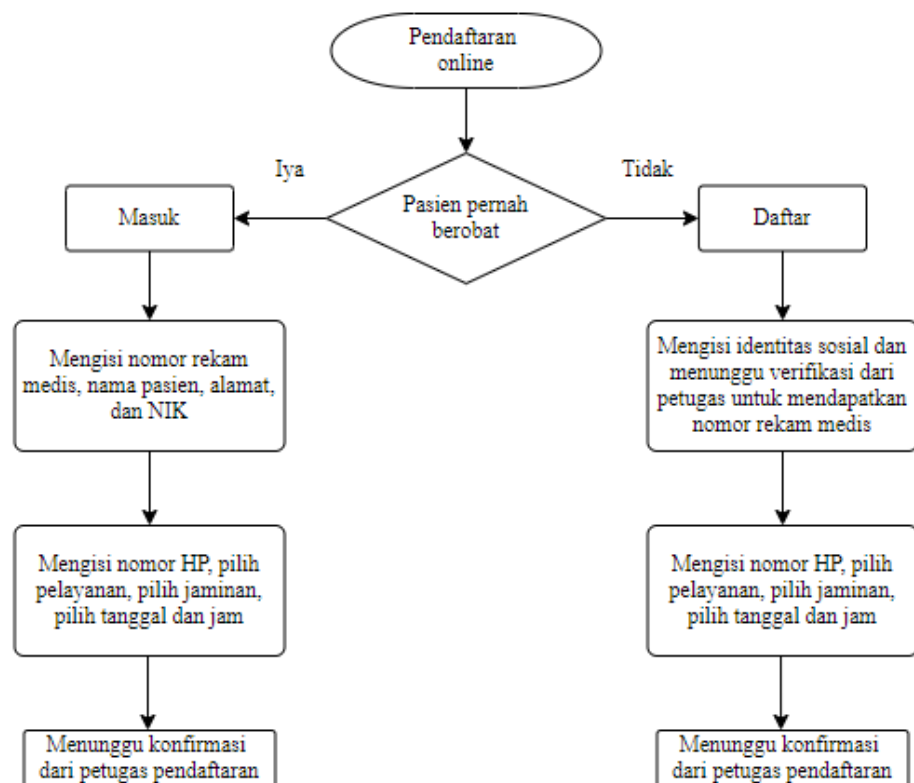 Pendaftaran
online
Iya
Tidak
Masuk
Pasien pernah
berobat
Daftar
Mengisi nomor rekam
medis, nama pasien, alamat,
dan NIK
Mengisi identitas sosial dan
menunggu verifikasi dari
petugas untuk mendapatkan
nomor rekam medis
Mengisi nomor HP, pilih
pelayanan, pilih jaminan,
pilih tanggal dan jam
Mengisi nomor HP, pilih
pelayanan, pilih jaminan,
pilih tanggal dan jam
Menunggu konfirmasi
dari petugas pendaftaran
Menunggu konfirmasi
dari petugas pendaftaran